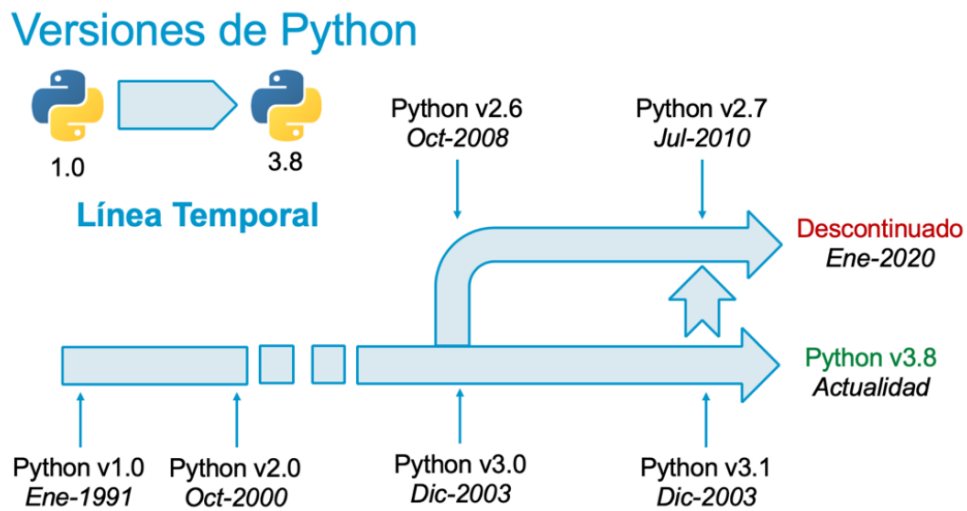 Versiones de Python
1.0
3.8
Línea Temporal
Python v2.6
Oct-2008
Python v2.7
Jul-2010
Descontinuado
Ene-2020
Python v3.8
Actualidad
Python v1.0
Ene-1991
Python v2.0
Oct-2000
Python v3.0
Dic-2003
Python v3.1
Dic-2003